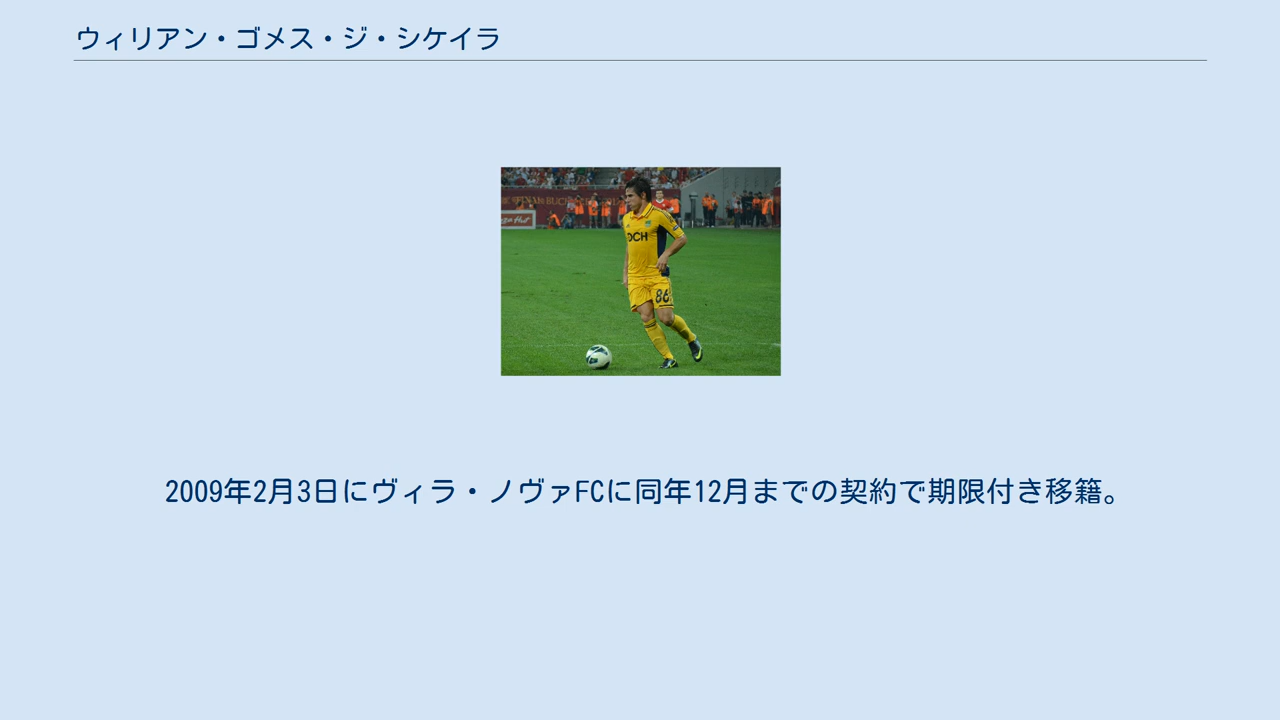 ウィリアン・ゴメス・ジ・シケイラ
DCH
86
2009年2月3日にヴィラ・ノヴァFCに同年12月までの契約で期限付き移籍。